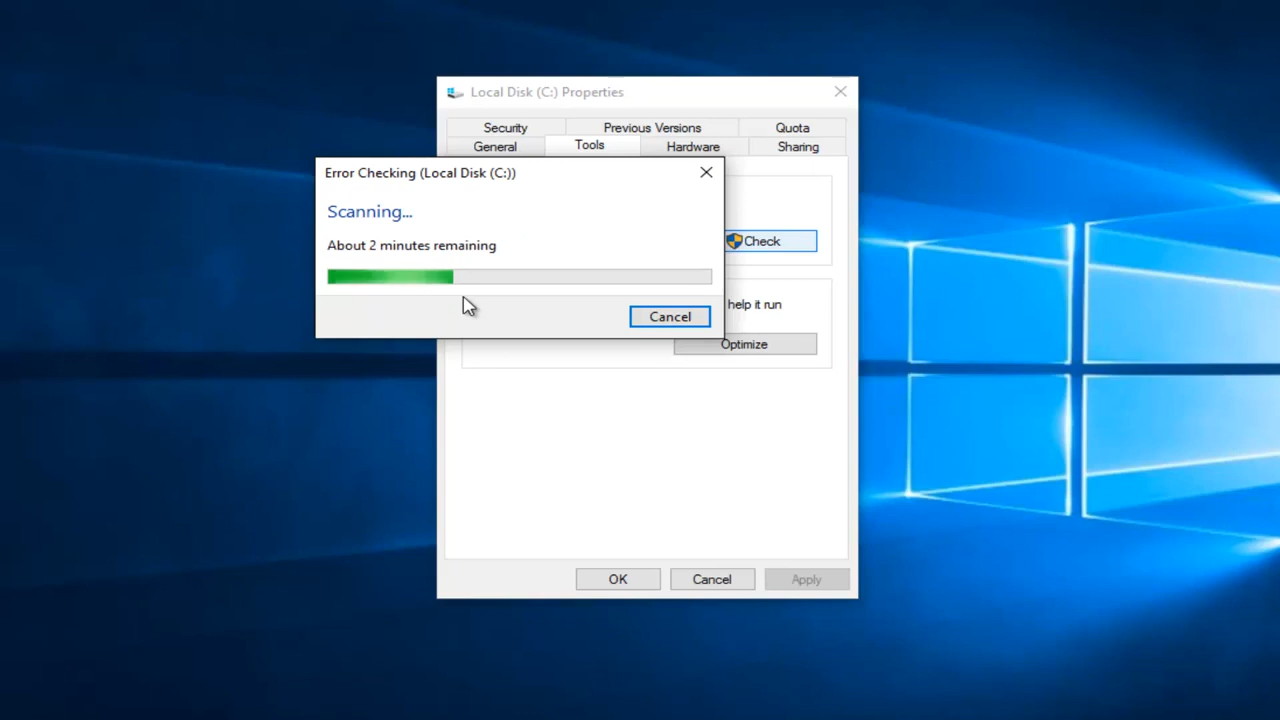 Local Disk (C:) Properties
Security Previous Versions Quota
General Tools Hardware Sharing
Error Checking (Local Disk (C:))
Scanning...
About 2 minutes remaining
Cancel
Check
help it run
Optimize
OK Cancel Apply